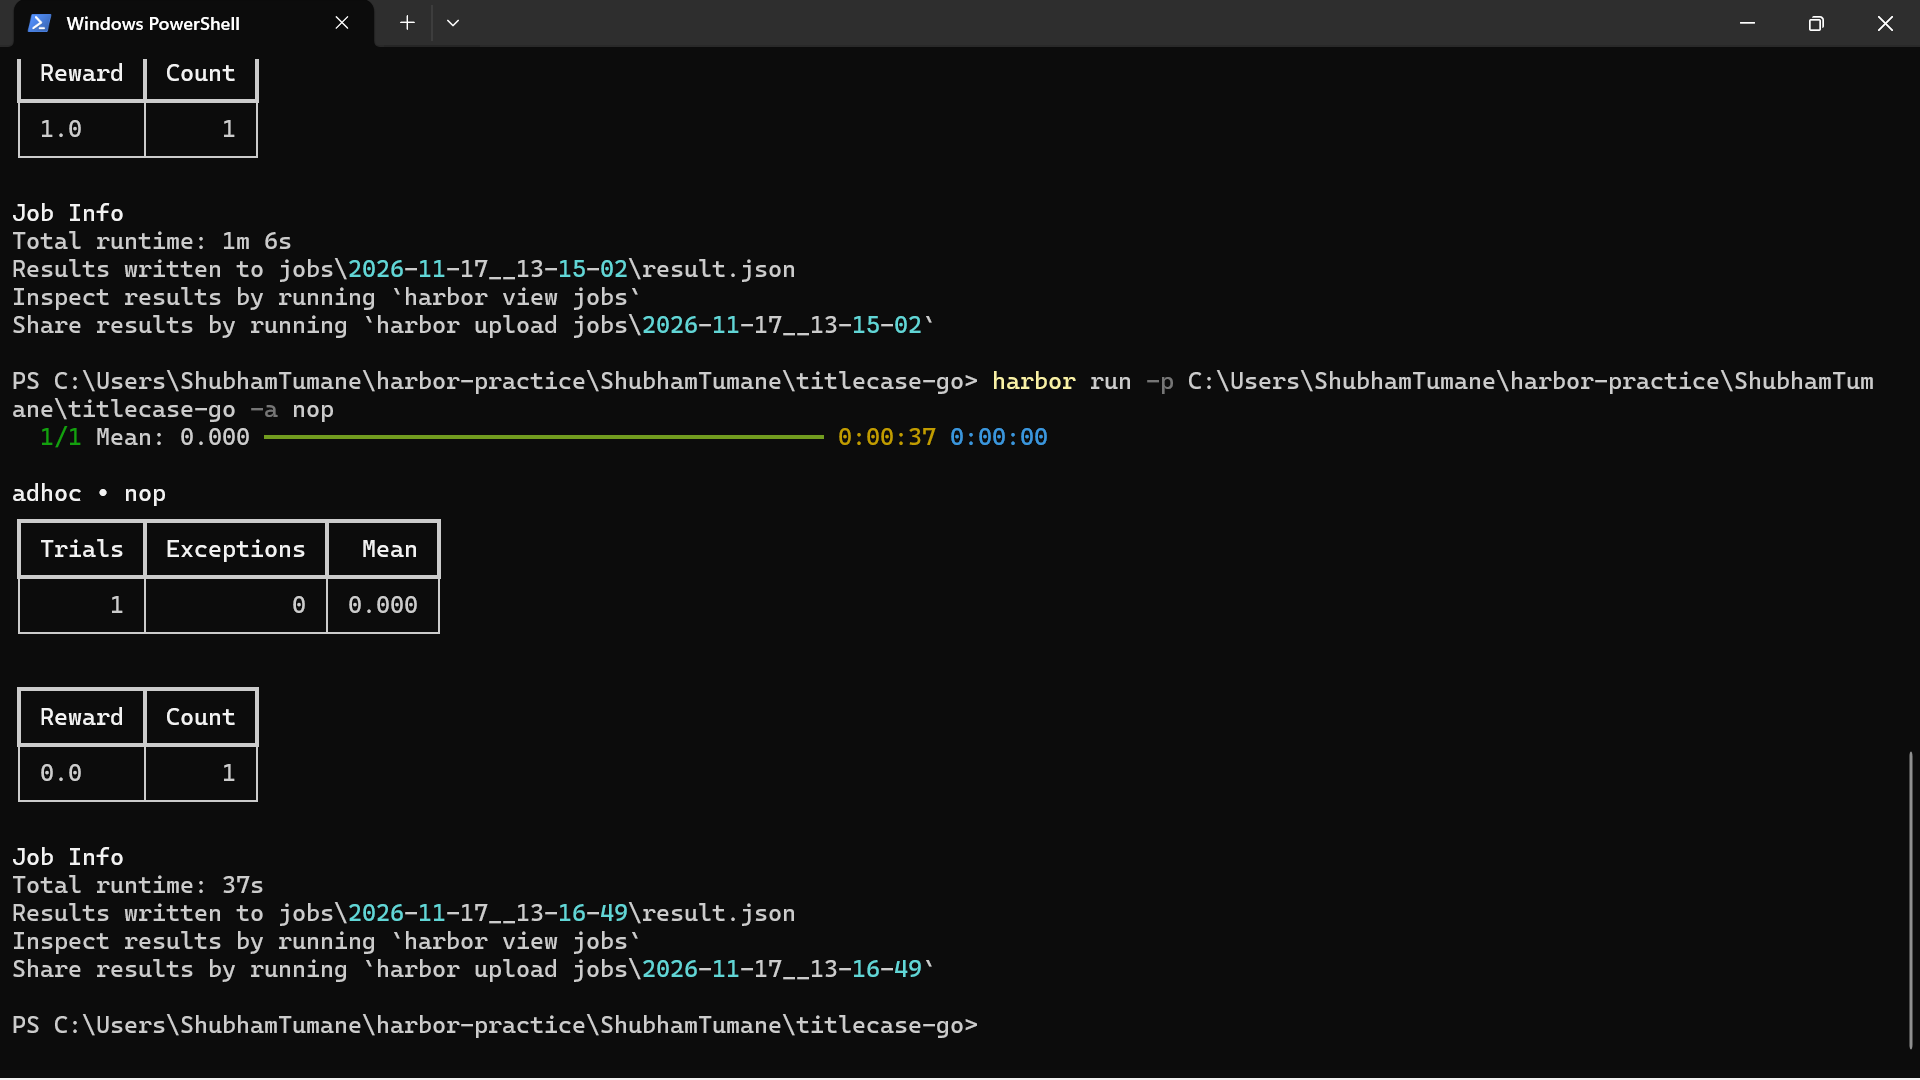 Windows PowerShell
Reward Count
1.0 1
Job Info
Total runtime: 1m 6s
Results written to jobs\2026-11-17__13-15-02\result.json
Inspect results by running `harbor view jobs`
Share results by running `harbor upload jobs\2026-11-17__13-15-02`
PS C:\Users\ShubhamTumane\harbor-practice\ShubhamTumane\titlecase-go> harbor run -p C:\Users\ShubhamTumane\harbor-practice\ShubhamTum
ane\titlecase-go -a nop
1/1 Mean: 0.000 0:00:37 0:00:00
adhoc • nop
Trials Exceptions Mean
1 0 0.000
Reward Count
0.0 1
Job Info
Total runtime: 37s
Results written to jobs\2026-11-17__13-16-49\result.json
Inspect results by running `harbor view jobs`
Share results by running `harbor upload jobs\2026-11-17__13-16-49`
PS C:\Users\ShubhamTumane\harbor-practice\ShubhamTumane\titlecase-go>